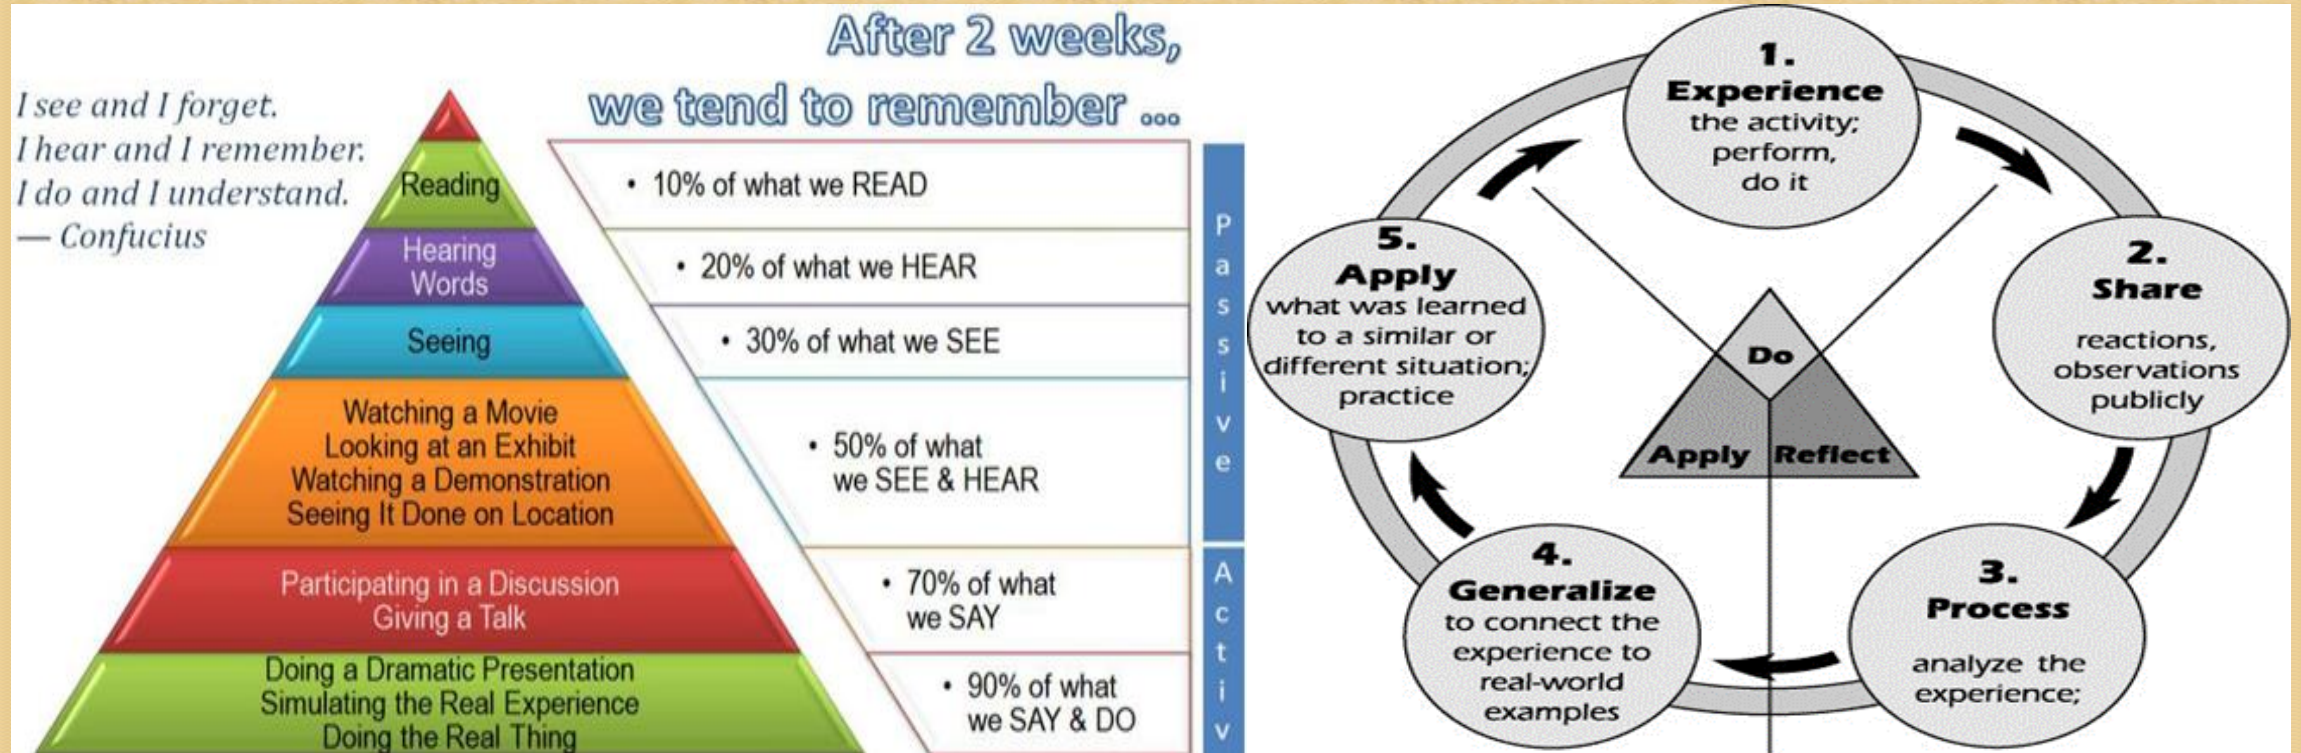 After 2 weeks,
we tend to remember ...
I see and I forget.
I hear and I remember.
I do and I understand.
— Confucius
Reading
Hearing
Words
Seeing
Watching a Movie
Looking at an Exhibit
Watching a Demonstration
Seeing It Done on Location
Participating in a Discussion
Giving a Talk
Doing a Dramatic Presentation
Simulating the Real Experience
Doing the Real Thing
• 10% of what we READ
• 20% of what we HEAR
• 30% of what we SEE
• 50% of what
we SEE & HEAR
• 70% of what
we SAY
• 90% of what
we SAY & DO
Passive
Activ
1.
Experience
the activity;
perform,
do it
2.
Share
reactions,
observations
publicly
3.
Process
analyze the
experience;
4.
Generalize
to connect the
experience to
real-world
examples
5.
Apply
what was learned
to a similar or
different situation;
practice
Do
Apply
Reflect